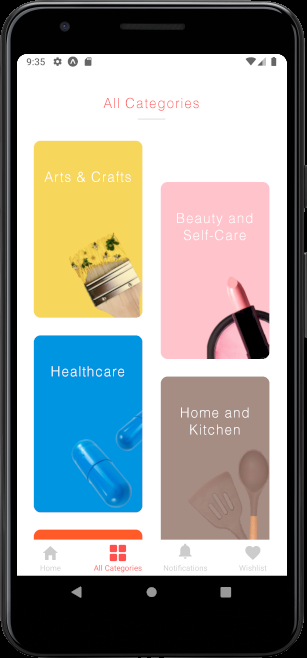 9:35
All Categories
Arts & Crafts
Beauty and
Self-Care
Healthcare
Home and
Kitchen
Home
All Categories
Notifications
Wishlist